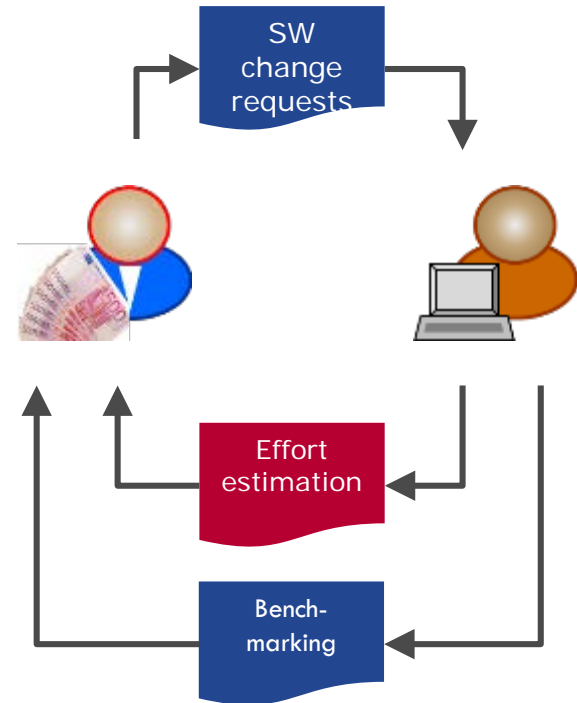 SW
change
requests
Effort
estimation
Bench-
marking